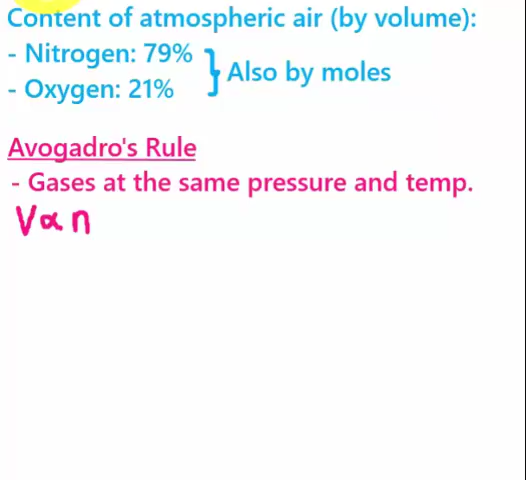 Content of atmospheric air (by volume):
- Nitrogen: 79%
- Oxygen: 21%
Also by moles
Avogadro's Rule
- Gases at the same pressure and temp.
V ∝ n